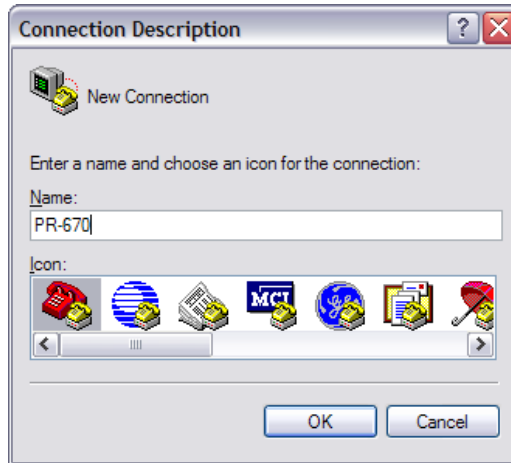 Connection Description
New Connection
Enter a name and choose an icon for the connection:
Name:
PR-670
Icon:
MCI
OK
Cancel